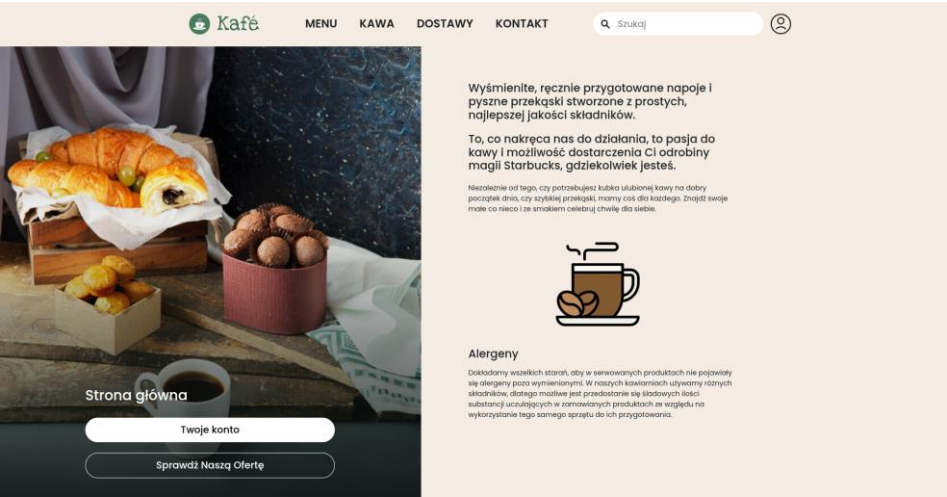 Kafé
MENU KAWA DOSTAWY KONTAKT
Szukaj
Wyśmienite, ręcznie przygotowane napoje i
pyszne przekąski stworzone z prostych,
najlepszej jakości składników.
To, co nakręca nas do działania, to pasja do
kawy i możliwość dostarczenia Ci odrobiny
magii Starbucks, gdziekolwiek jesteś.
Niezależnie od tego, czy potrzebujesz kubka ulubionej kawy na dobry
początek dnia, czy szybkiej przekąski, mamy coś dla każdego. Znajdź swoje
małe co nieco i ze smakiem celebruj chwilę dla siebie.
Alergeny
Dokładamy wszelkich starań, aby w serwowanych produktach nie pojawiały
się alergeny poza wymienionymi. W naszych kawiarniach używamy różnych
składników, dlatego możliwe jest przedostanie się śladowych ilości
substancji uczulających w zamawianych produktach ze względu na
wykorzystanie tego samego sprzętu do ich przygotowania.
Strona główna
Twoje konto
Sprawdź Naszą Ofertę